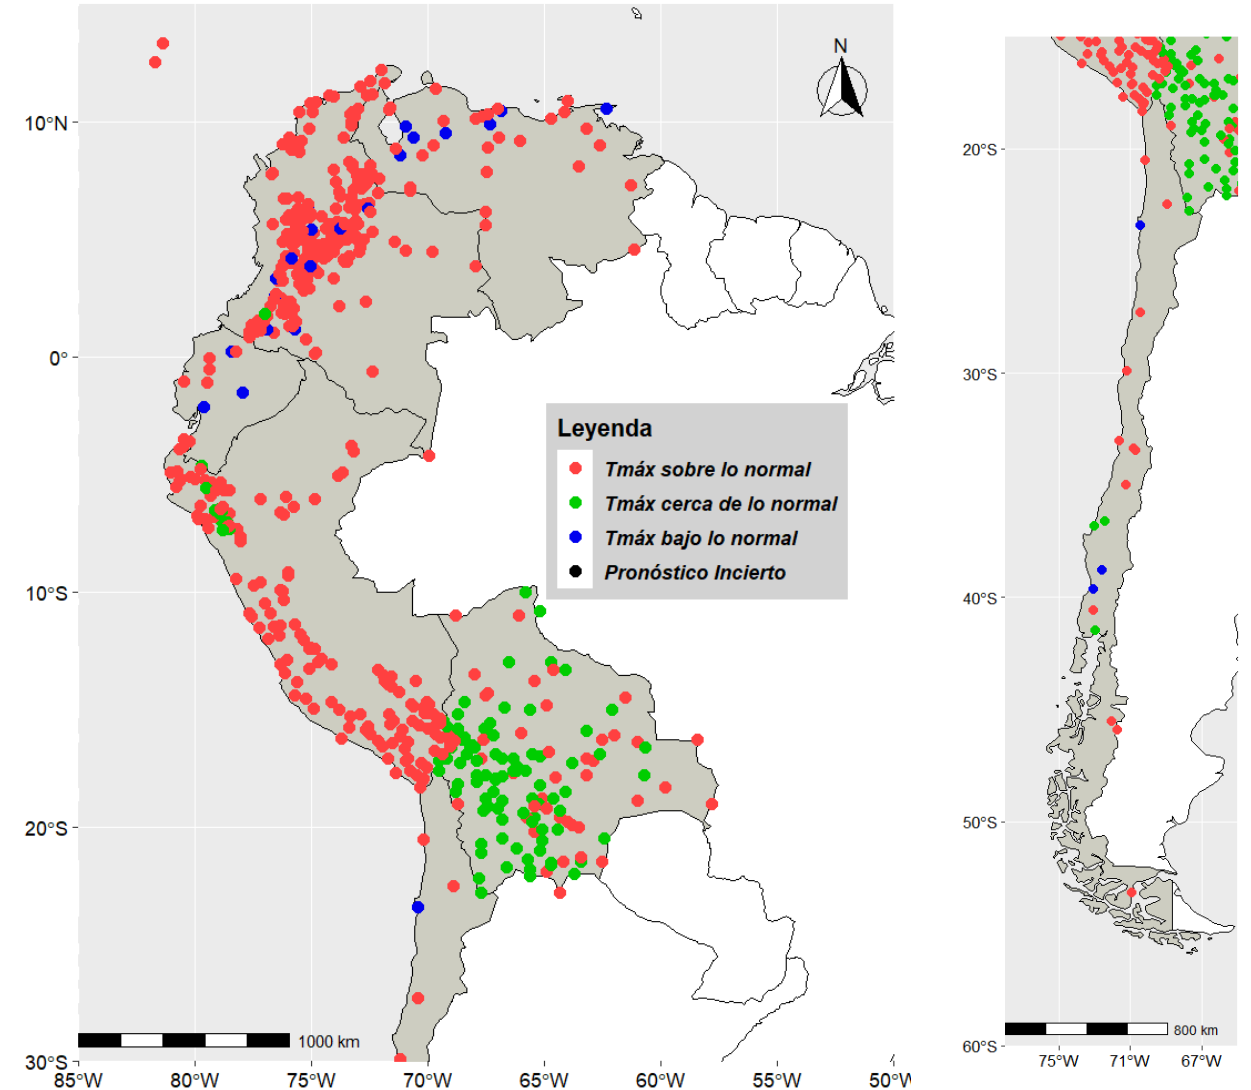 N
10°N
0°
10°S
20°S
30°S
85°W 80°W 75°W 70°W 65°W 60°W 50°W
1000 km
Leyenda
Tmáx sobre lo normal
Tmáx cerca de lo normal
Tmáx bajo lo normal
Pronóstico Incierto
20°S
30°S
40°S
50°S
60°S
75°W 71°W 67°W
800 km